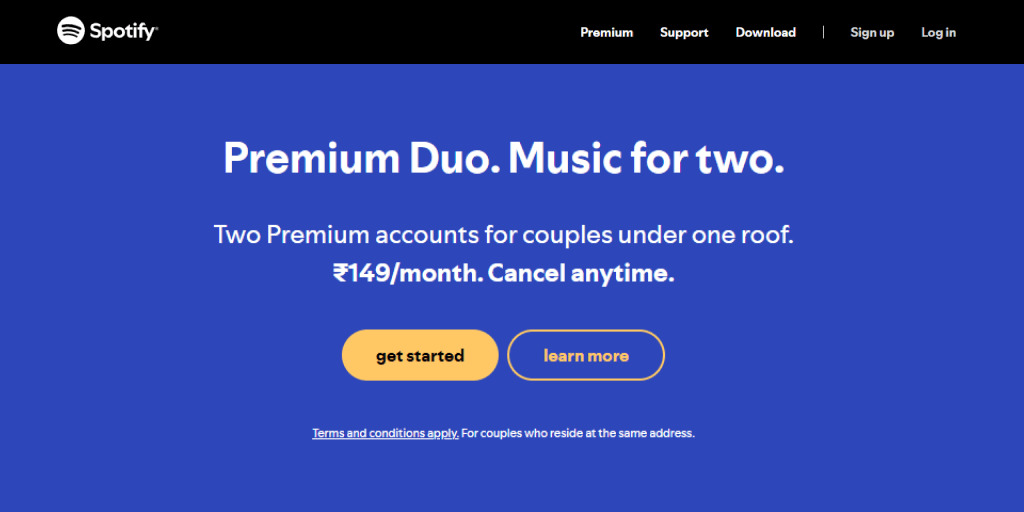 Spotify
Premium Support Download | Sign up Log in
Premium Duo. Music for two.
Two Premium accounts for couples under one roof.
₹149/month. Cancel anytime.
get started
learn more
Terms and conditions apply. For couples who reside at the same address.